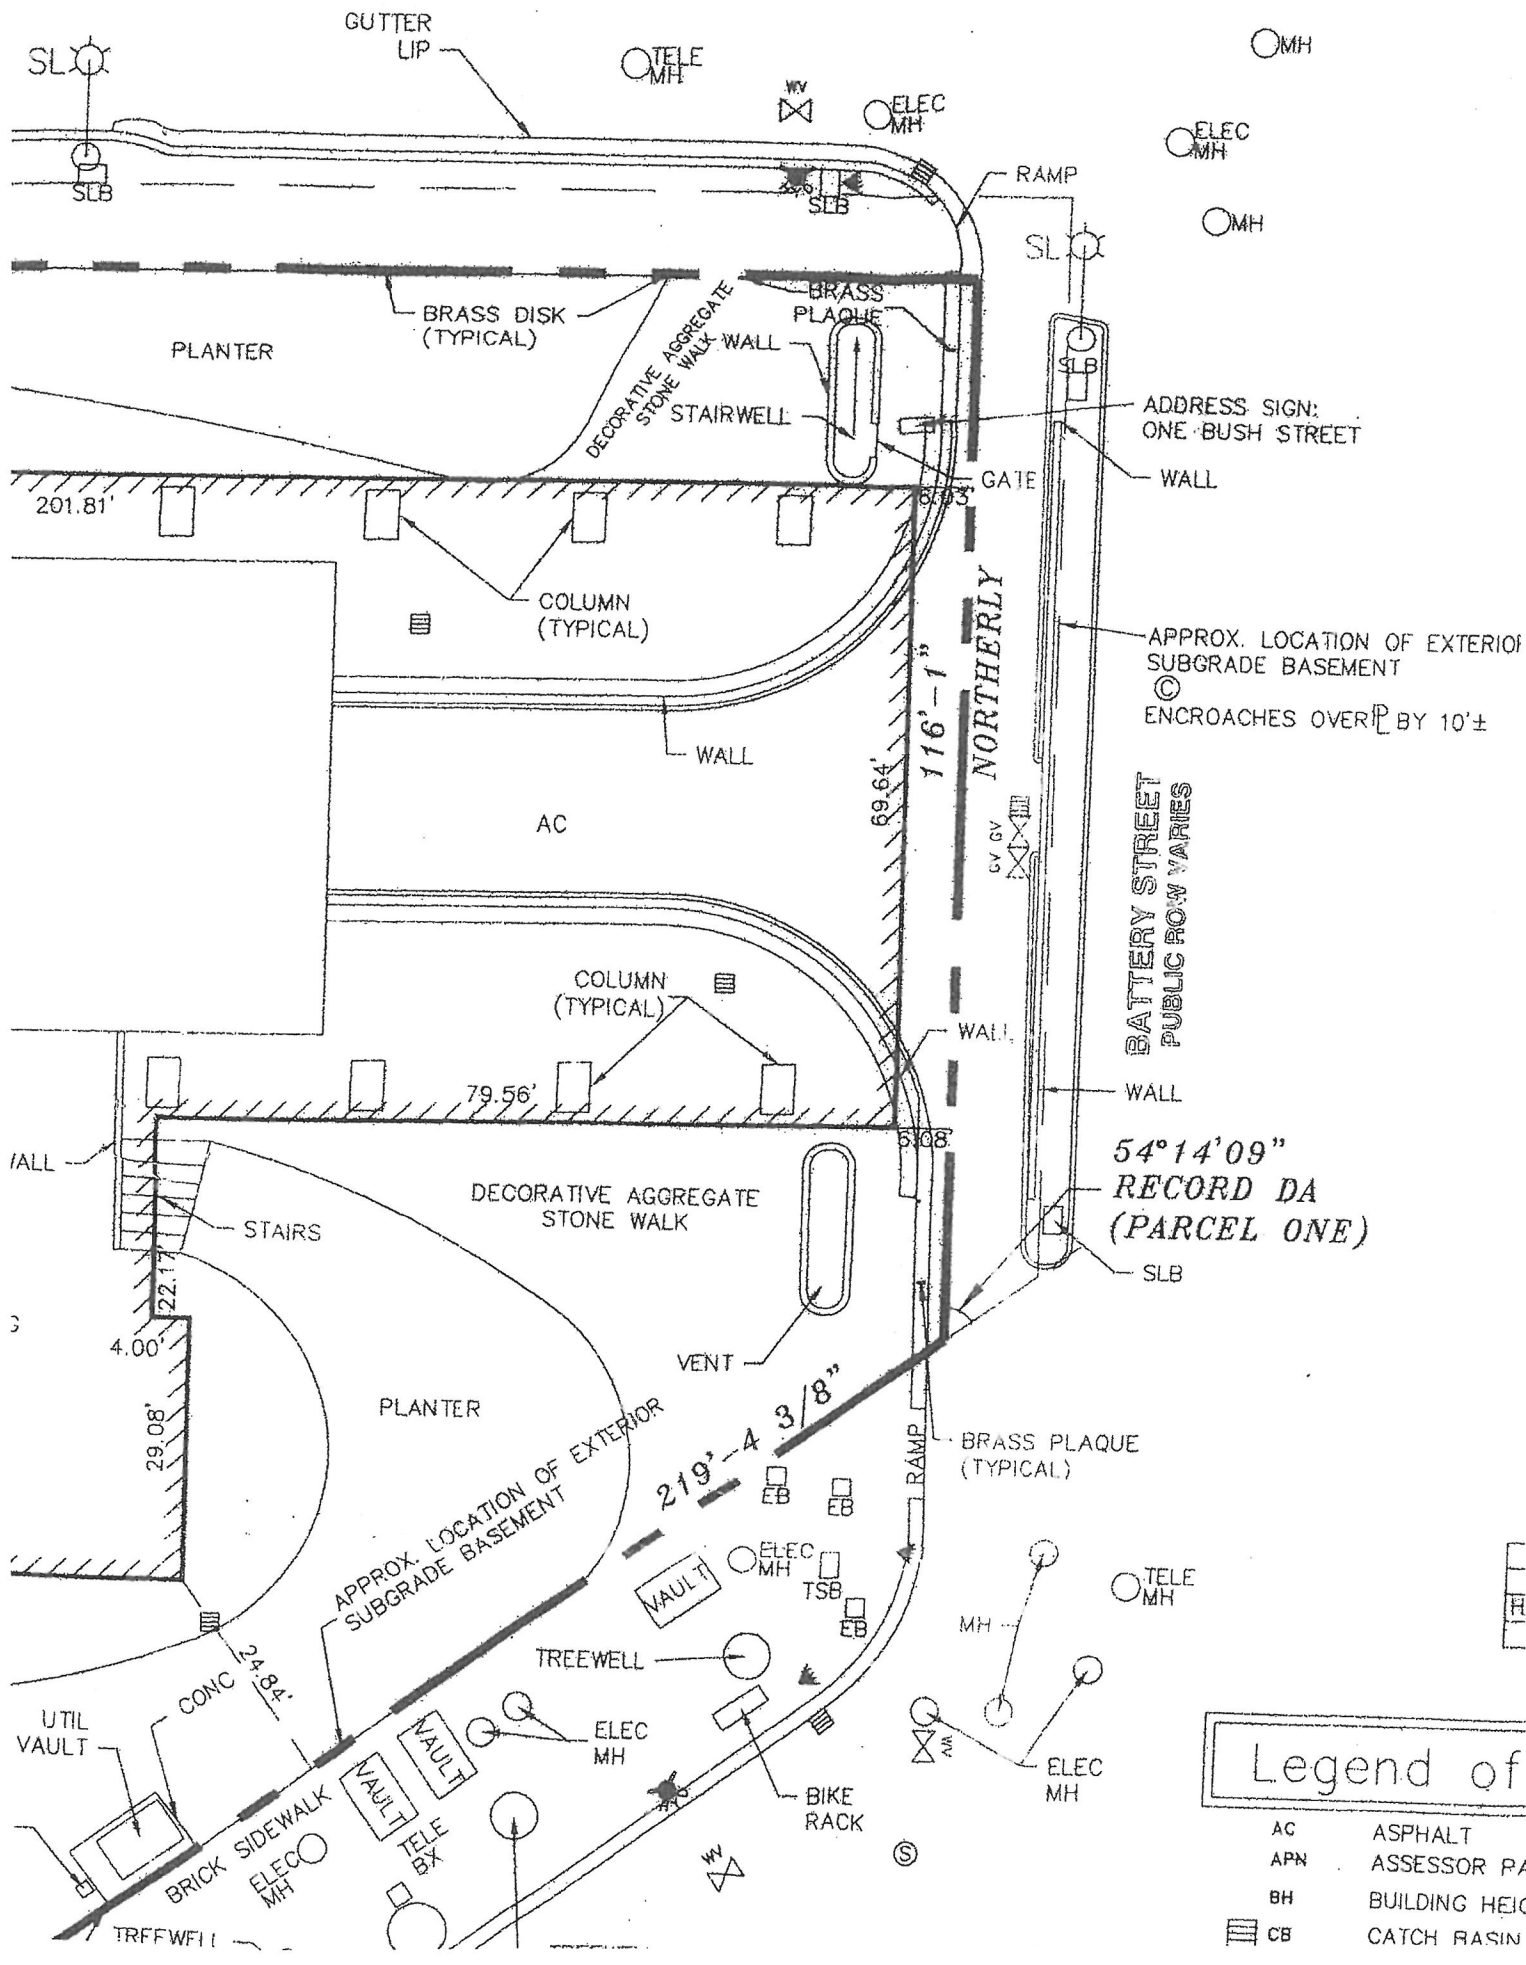 GUTTER
LIP
SL
TELE
MH
MH
WV
ELEC
MH
ELEC
MH
RAMP
SLB
SLB
MH
SL
BRASS DISK
(TYPICAL)
BRASS
PLAQUE
PLANTER
DECORATIVE AGGREGATE
STONE WALK
WALL
SLB
STAIRWELL
ADDRESS SIGN:
ONE BUSH STREET
GATE
WALL
201.81'
6.03'
COLUMN
(TYPICAL)
NORTHERLY
116'-1"
APPROX. LOCATION OF EXTERIOR
SUBGRADE BASEMENT
©
ENCROACHES OVER ⅊ BY 10'±
WALL
69.64'
AC
GV
GV
BATTERY STREET
PUBLIC ROW VARIES
COLUMN
(TYPICAL)
WALL
79.56'
WALL
6.08'
54°14'09"
RECORD DA
(PARCEL ONE)
DECORATIVE AGGREGATE
STONE WALK
STAIRS
SLB
22.17'
4.00'
VENT
219'-4 3/8"
PLANTER
29.08'
RAMP
BRASS PLAQUE
(TYPICAL)
APPROX. LOCATION OF EXTERIOR
SUBGRADE BASEMENT
EB
EB
ELEC
MH
TSB
VAULT
EB
TELE
MH
MH
TREEWELL
24.84'
CONC
UTIL
VAULT
ELEC
MH
VAULT
VAULT
WV
ELEC
MH
BIKE
RACK
HYD
TELE
BX
BRICK SIDEWALK
ELEC
MH
WV
S
TREEWELL
Legend of
AC ASPHALT
APN ASSESSOR PA
BH BUILDING HEIG
CB CATCH BASIN